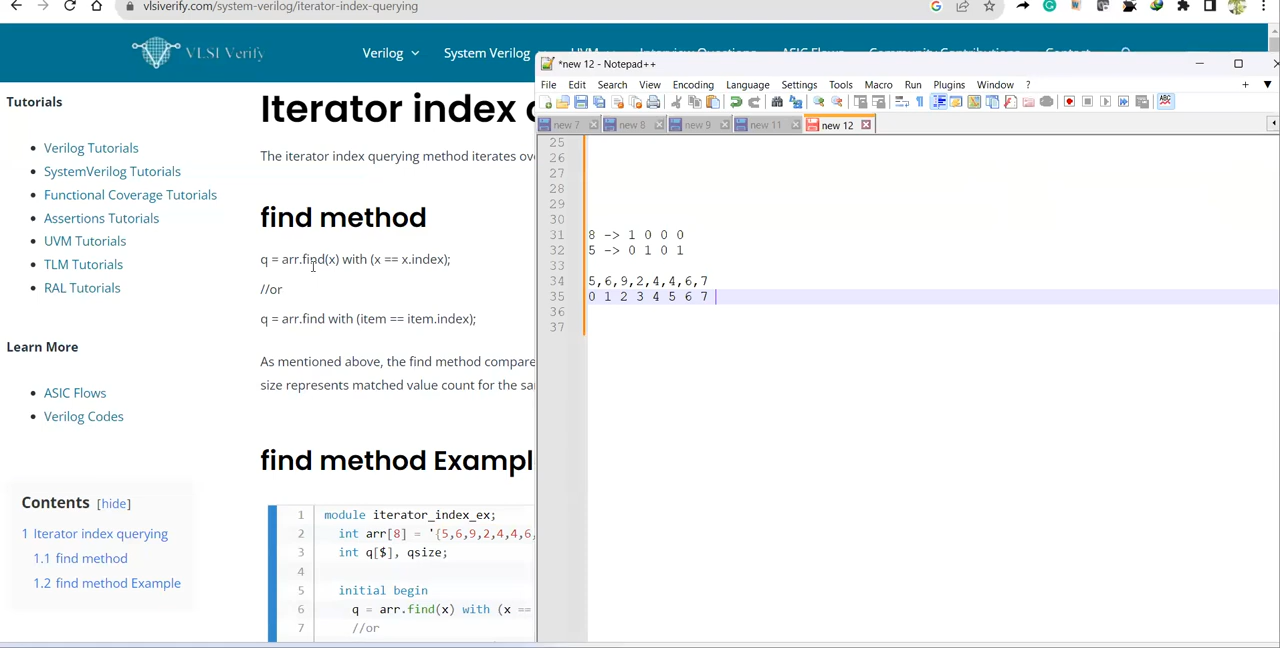 vlsiverify.com/system-verilog/iterator-index-querying
VLSI Verify
Verilog
System Verilog
Tutorials
Verilog Tutorials
SystemVerilog Tutorials
Functional Coverage Tutorials
Assertions Tutorials
UVM Tutorials
TLM Tutorials
RAL Tutorials
Learn More
ASIC Flows
Verilog Codes
Contents [hide]
1 Iterator index querying
1.1 find method
1.2 find method Example
Iterator index
The iterator index querying method iterates
find method
q = arr.find(x) with (x == x.index);
//or
q = arr.find with (item == item.index);
As mentioned above, the find method
size represents matched value count for the
find method
1 module iterator_index_ex;
2 int arr[8] = '{5,6,9,2,4,4,6,
3 int q[$], qsize;
4
5 initial begin
6 q = arr.find(x) with (x ==
7 //or
*new 12 - Notepad++
File Edit Search View Encoding Language Settings Tools Macro Run Plugins Window ?
new 7 new 8 new 9 new 11 new 12
25
26
27
28
29
30
31 8 -> 1 0 0 0
32 5 -> 0 1 0 1
33
34 5,6,9,2,4,4,6,7
35 0 1 2 3 4 5 6 7
36
37